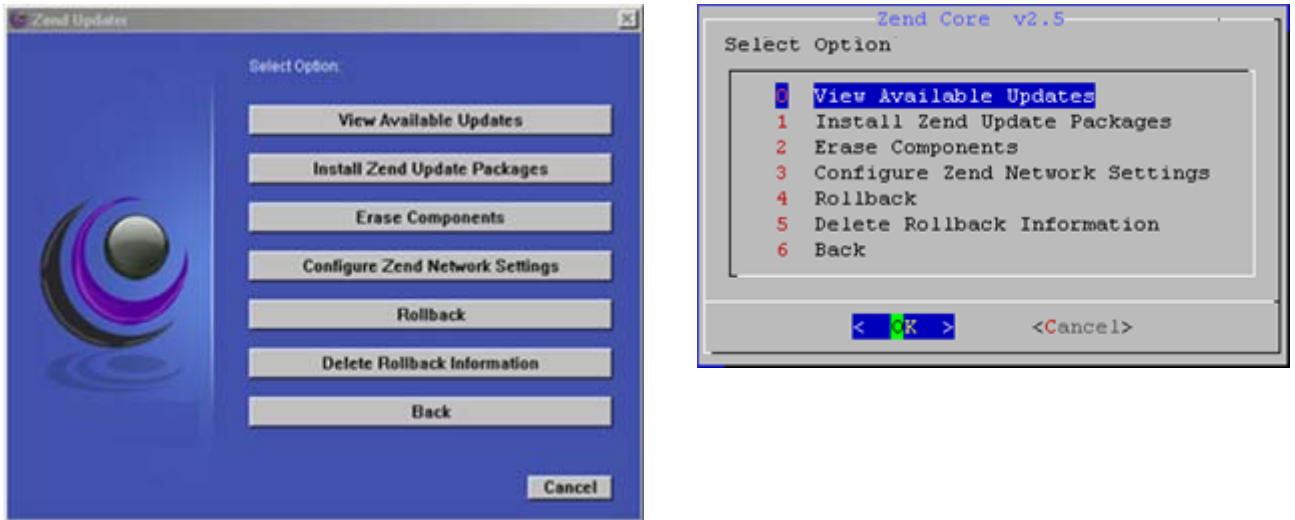 Zend Updater
Select Option:
View Available Updates
Install Zend Update Packages
Erase Components
Configure Zend Network Settings
Rollback
Delete Rollback Information
Back
Cancel
Zend Core v2.5
Select Option
0 View Available Updates
1 Install Zend Update Packages
2 Erase Components
3 Configure Zend Network Settings
4 Rollback
5 Delete Rollback Information
6 Back
< OK > <Cancel>